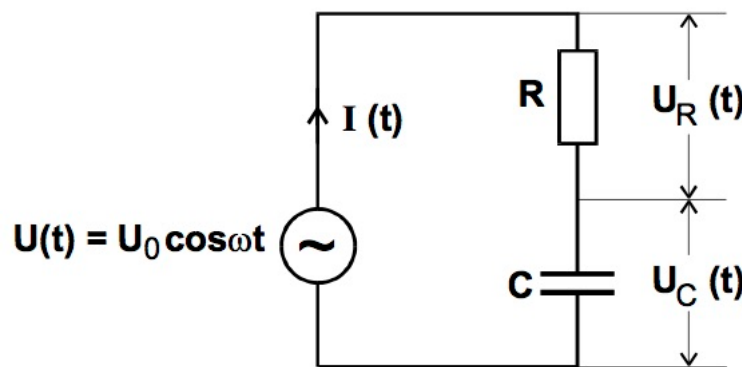 R
U_R (t)
I (t)
U(t) = U_0 cosωt
~
C
U_C (t)